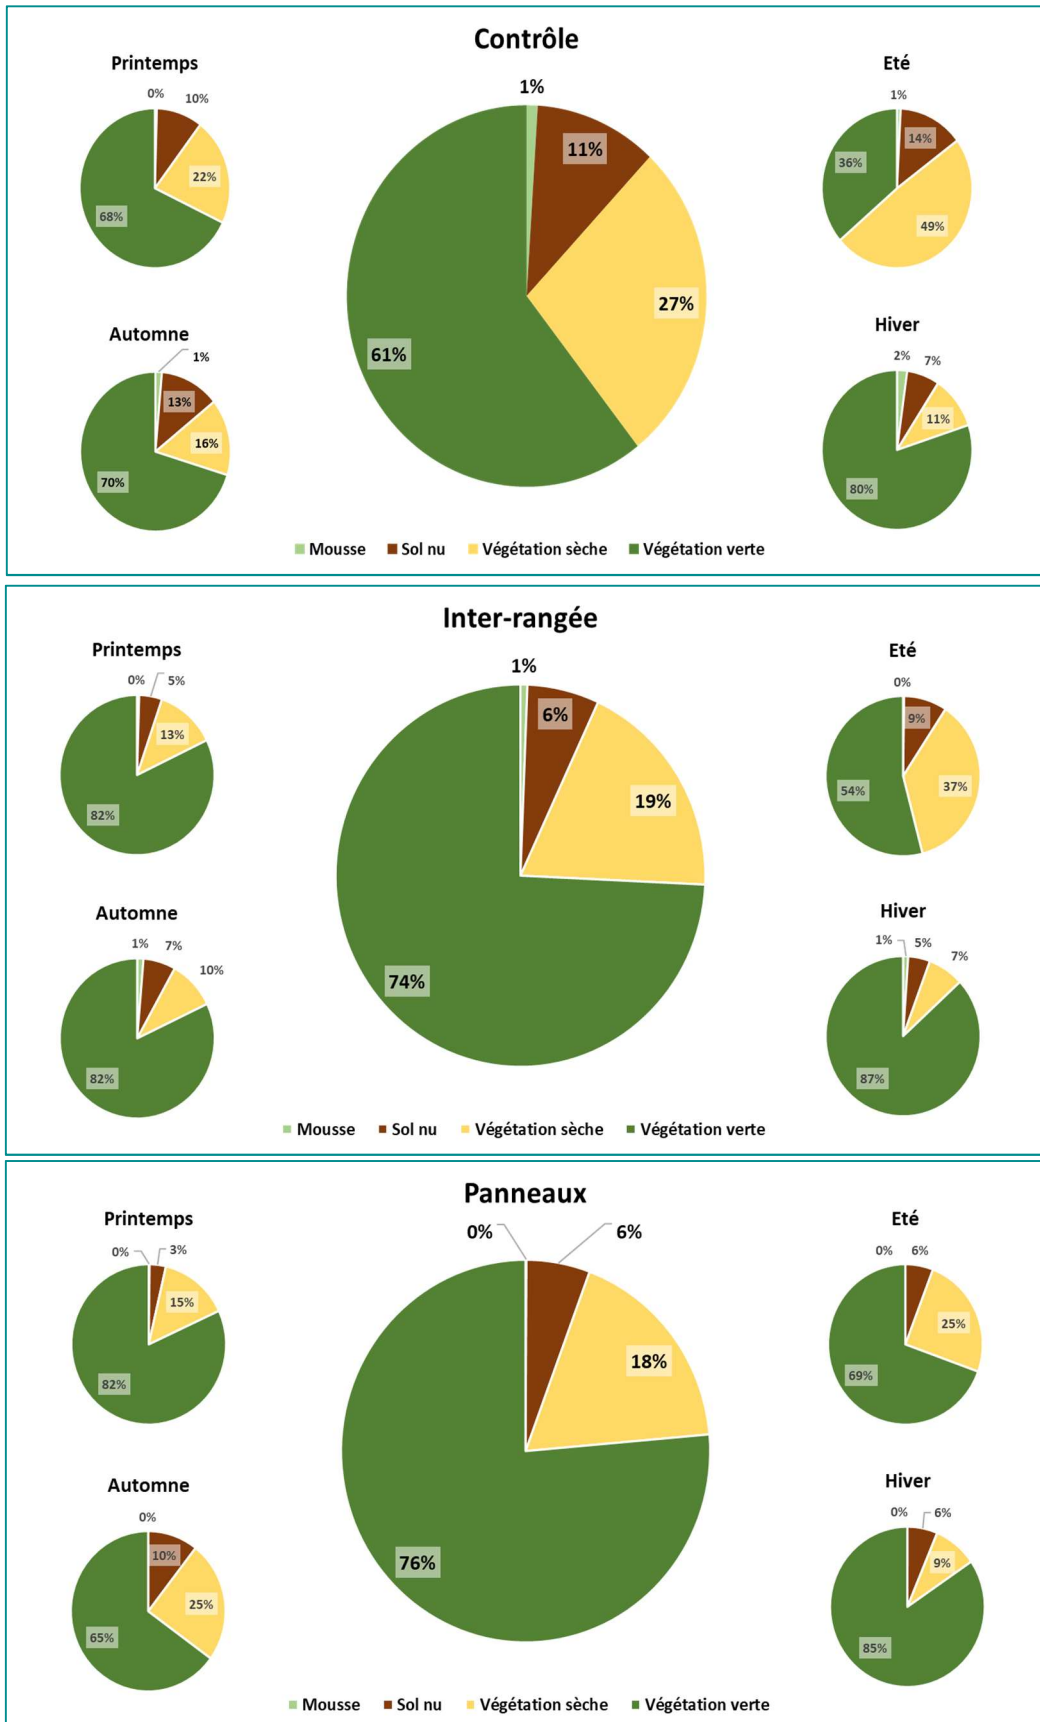 Contrôle
Printemps
0% 10%
22%
68%
1%
11%
27%
61%
Eté
1%
14%
36%
49%
Automne
1%
13%
16%
70%
Hiver
2% 7%
11%
80%
Mousse Sol nu Végétation sèche Végétation verte
Inter-rangée
Printemps
0% 5%
13%
82%
1%
6%
19%
74%
Eté
0%
9%
37%
54%
Automne
1% 7%
10%
82%
Hiver
1% 5%
7%
87%
Mousse Sol nu Végétation sèche Végétation verte
Panneaux
Printemps
0% 3%
15%
82%
0% 6%
18%
76%
Eté
0% 6%
25%
69%
Automne
0%
10%
25%
65%
Hiver
0% 6%
9%
85%
Mousse Sol nu Végétation sèche Végétation verte